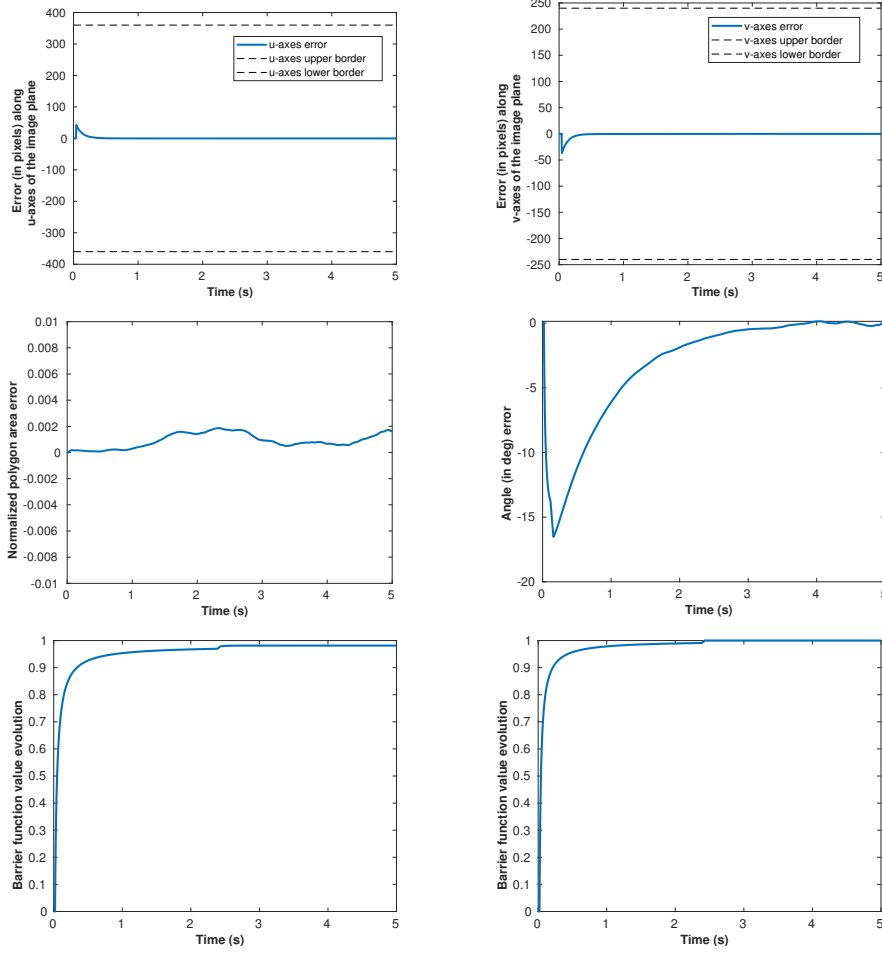 400
300
200
100
0
-100
-200
-300
-400
0 1 2 3 4 5
Time (s)
Error (in pixels) along
u-axes of the image plane
u-axes error
u-axes upper border
u-axes lower border
250
200
150
100
50
0
-50
-100
-150
-200
-250
0 1 2 3 4 5
Time (s)
Error (in pixels) along
v-axes of the image plane
v-axes error
v-axes upper border
v-axes lower border
0.01
0.008
0.006
0.004
0.002
0
-0.002
-0.004
-0.006
-0.008
-0.01
0 1 2 3 4 5
Time (s)
Normalized polygon area error
0
-5
-10
-15
-20
0 1 2 3 4 5
Time (s)
Angle (in deg) error
1
0.9
0.8
0.7
0.6
0.5
0.4
0.3
0.2
0.1
0
0 1 2 3 4 5
Time (s)
Barrier function value evolution
1
0.9
0.8
0.7
0.6
0.5
0.4
0.3
0.2
0.1
0
0 1 2 3 4 5
Time (s)
Barrier function value evolution